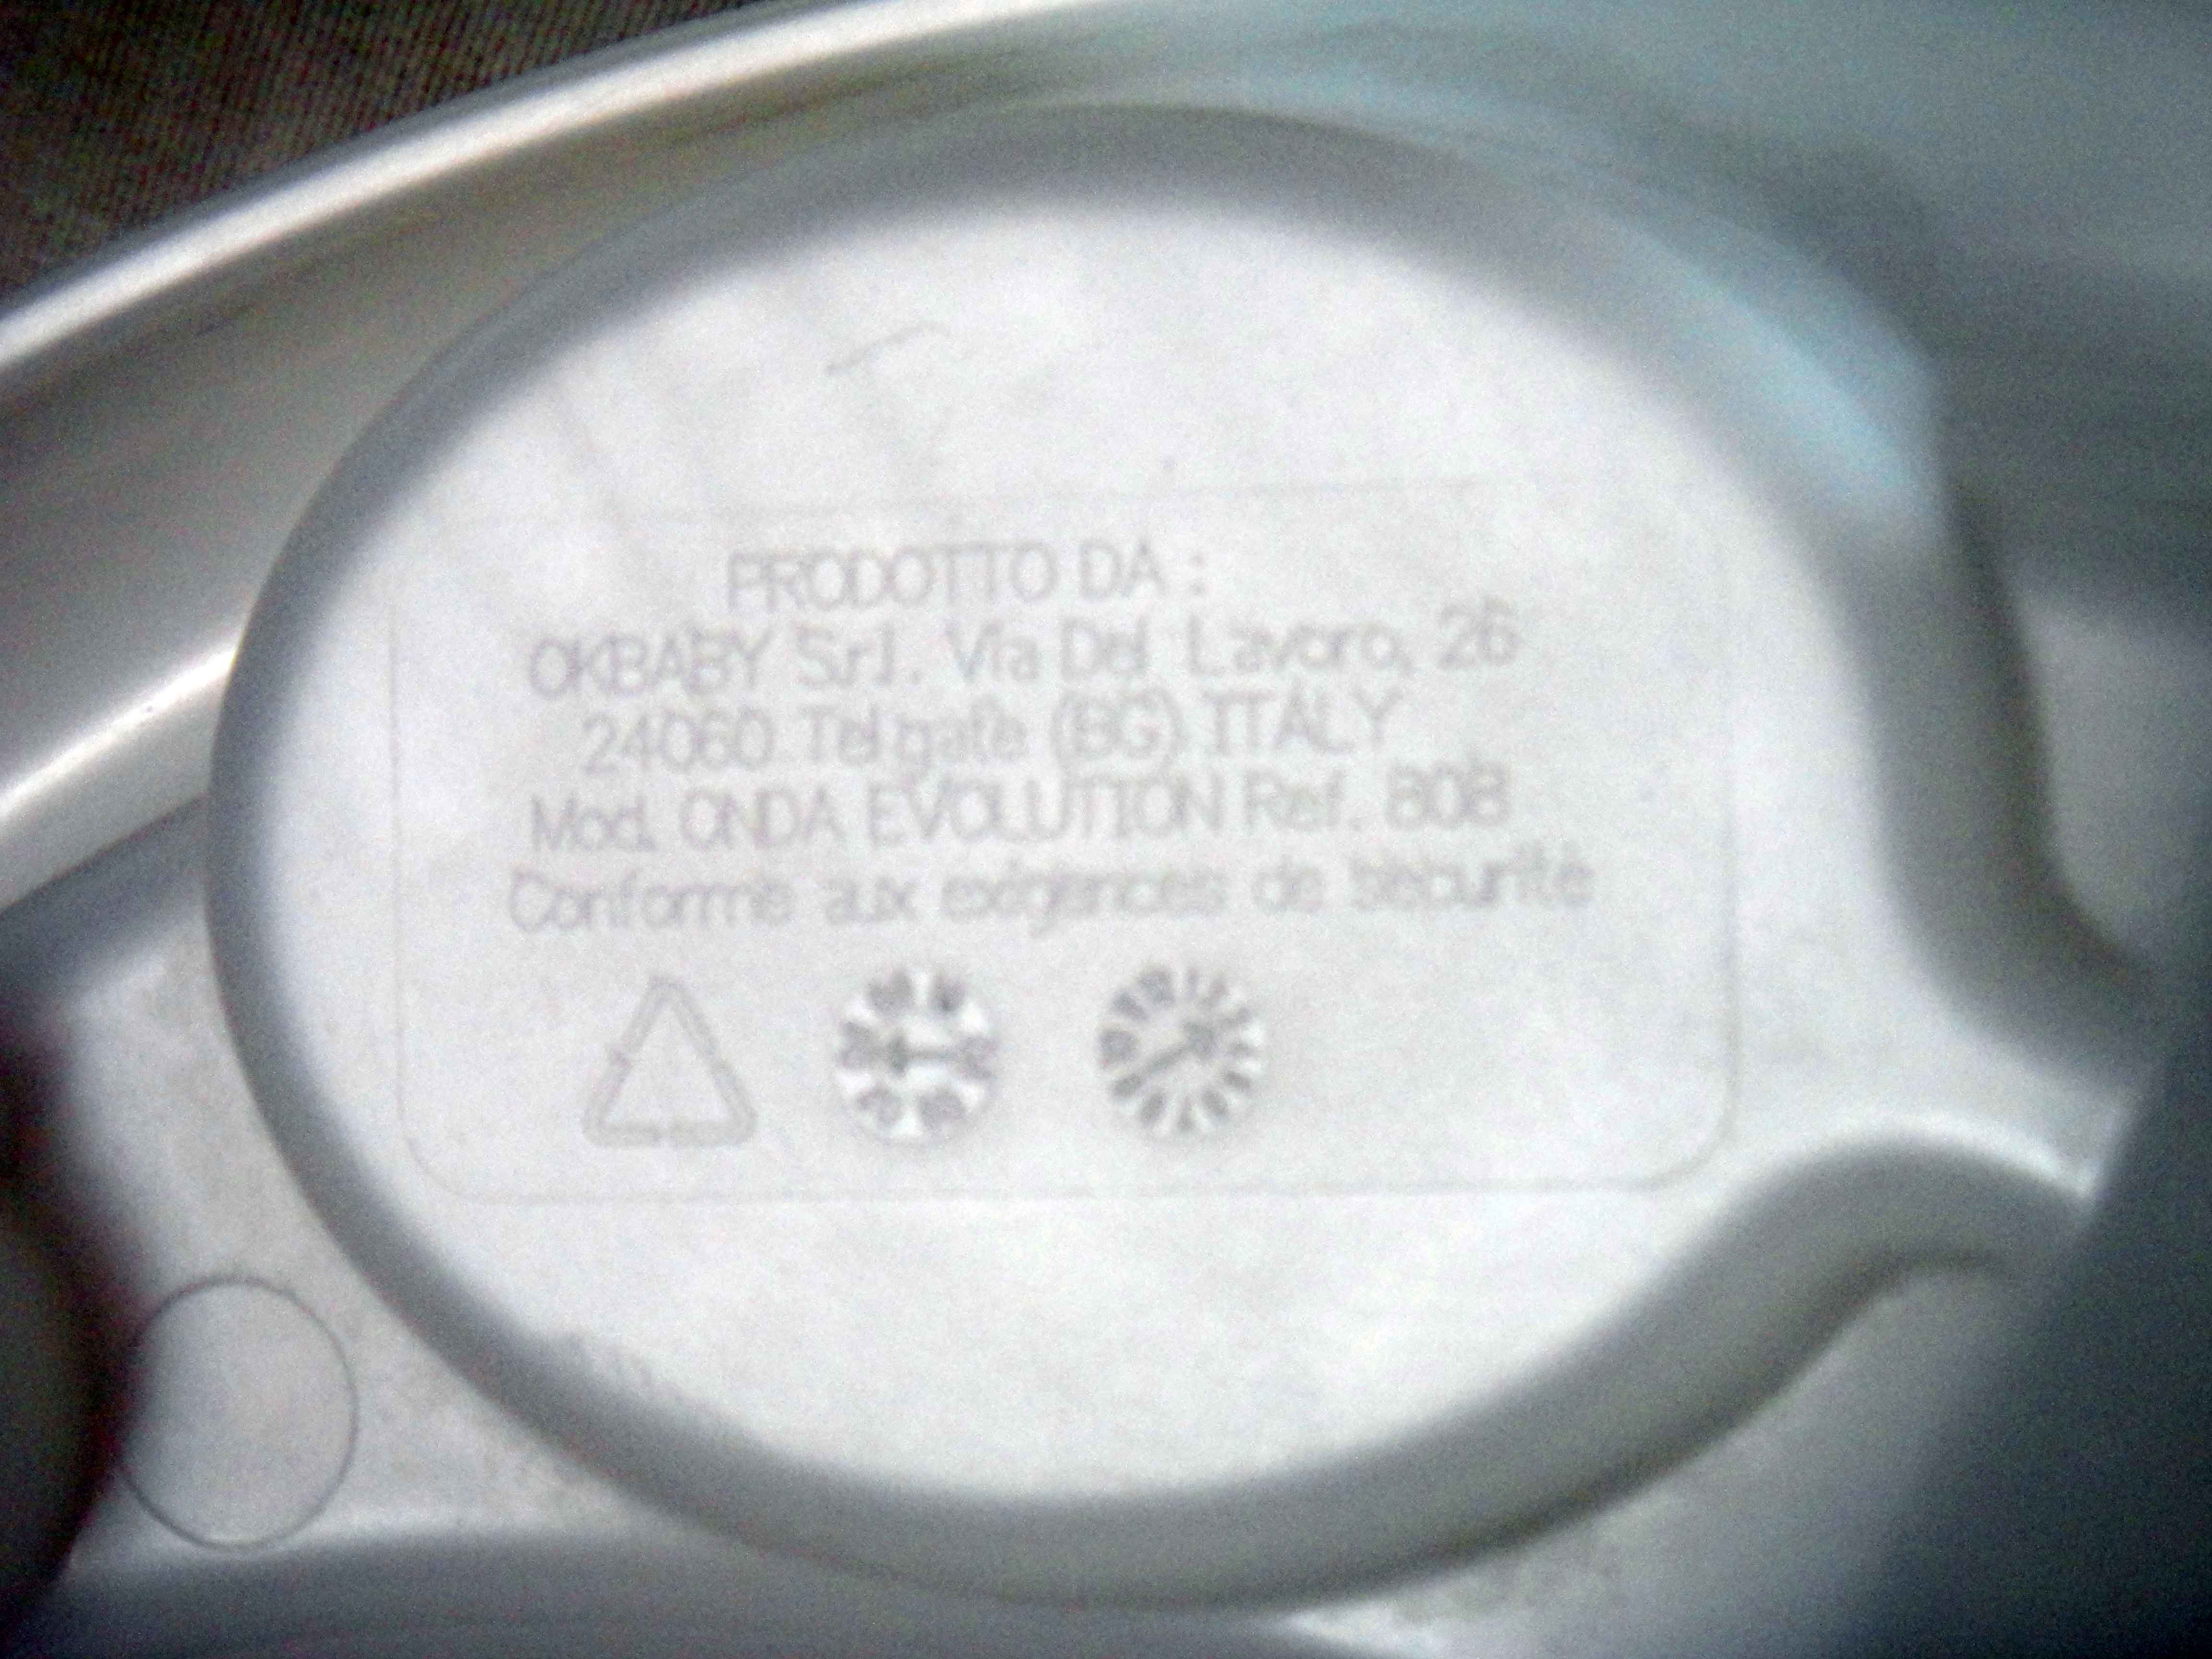 PRODOTTO DA :
OKBABY S.r.l. Via Del Lavoro, 26
24060 Telgate (BG) ITALY
Mod. ONDA EVOLUTION Ref. 808
Conforme aux exigences de sécurité